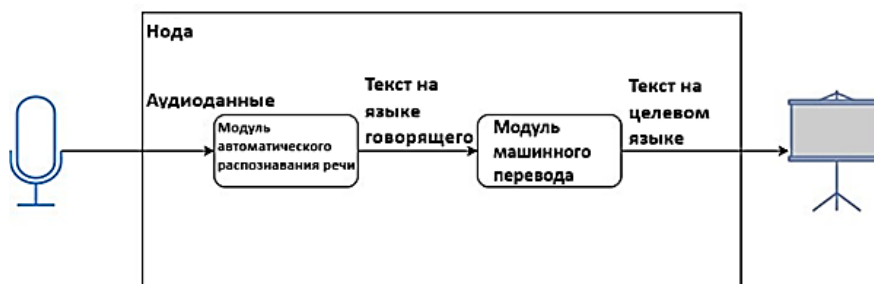 Нода
Аудиоданные
Модуль
автоматического
распознавания речи
Текст на
языке
говорящего
Модуль
машинного
перевода
Текст на
целевом
языке